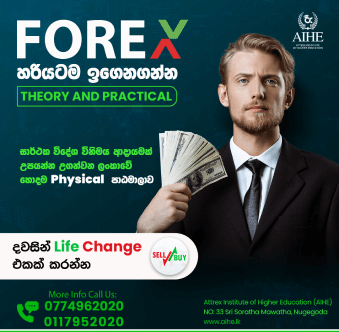 FOREX
AIHE
හරියටම ඉගෙනගන්න
THEORY AND PRACTICAL
සාර්ථක විදේශ විනිමය ආදායමක්
උපයන්න උගන්වන ලංකාවේ
හොඳම Physical පාඨමාලාව
දවසින් Life Change
එකක් කරන්න
SELL BUY
More Info Call Us:
0774962020
0117952020
Attrex Institute of Higher Education (AIHE)
NO: 33 Sri Saratha Mawatha, Nugegoda
www.aihe.lk